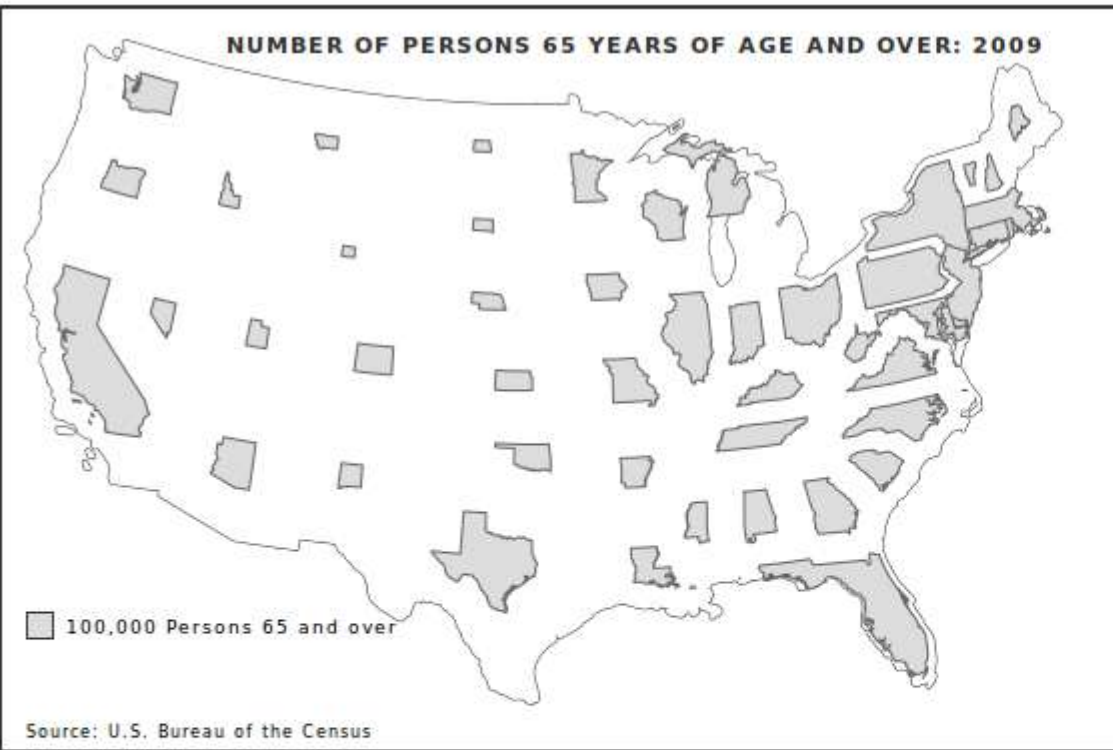 NUMBER OF PERSONS 65 YEARS OF AGE AND OVER: 2009
100,000 Persons 65 and over
Source: U.S. Bureau of the Census